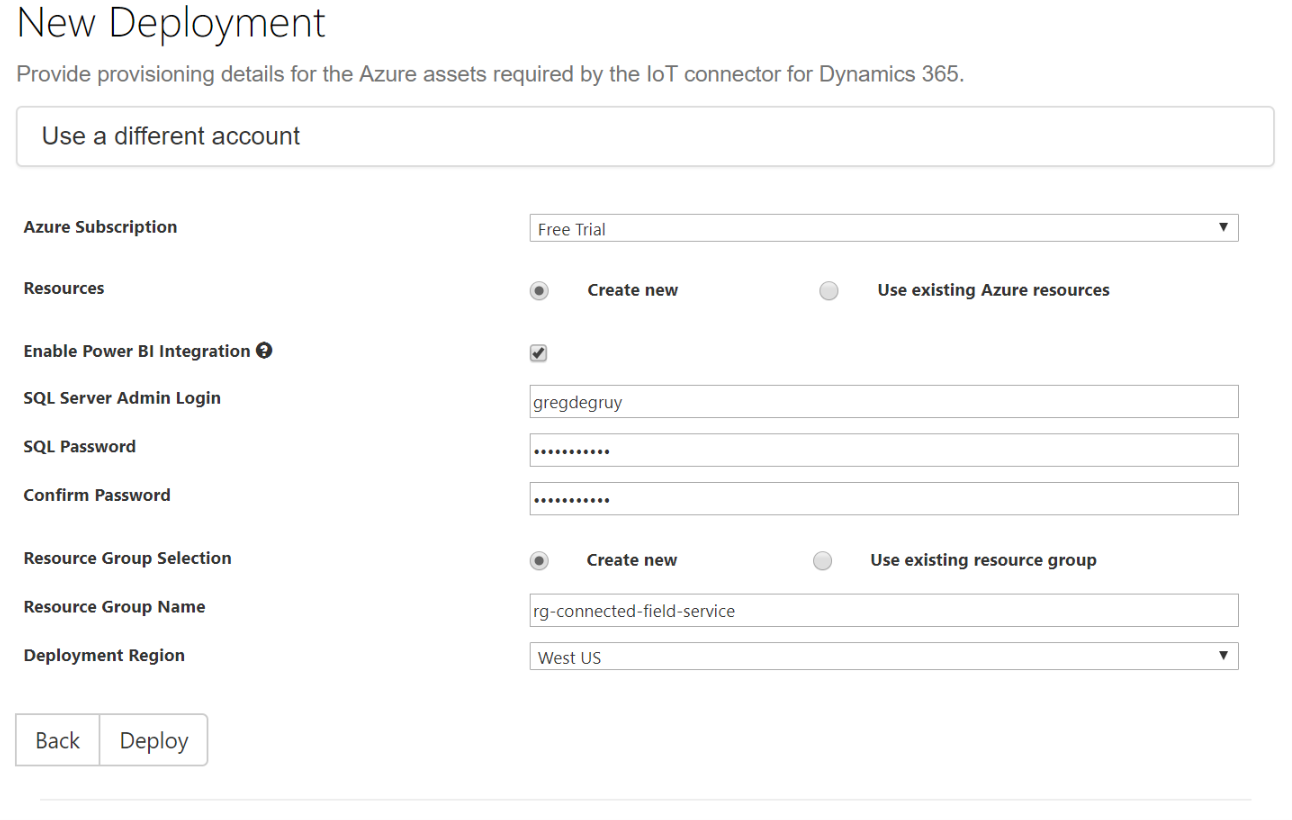 New Deployment
Provide provisioning details for the Azure assets required by the IoT connector for Dynamics 365.
Use a different account
Azure Subscription Free Trial
Resources Create new Use existing Azure resources
Enable Power BI Integration
SQL Server Admin Login gregdegruy
SQL Password •••••••••••
Confirm Password •••••••••••
Resource Group Selection Create new Use existing resource group
Resource Group Name rg-connected-field-service
Deployment Region West US
Back Deploy